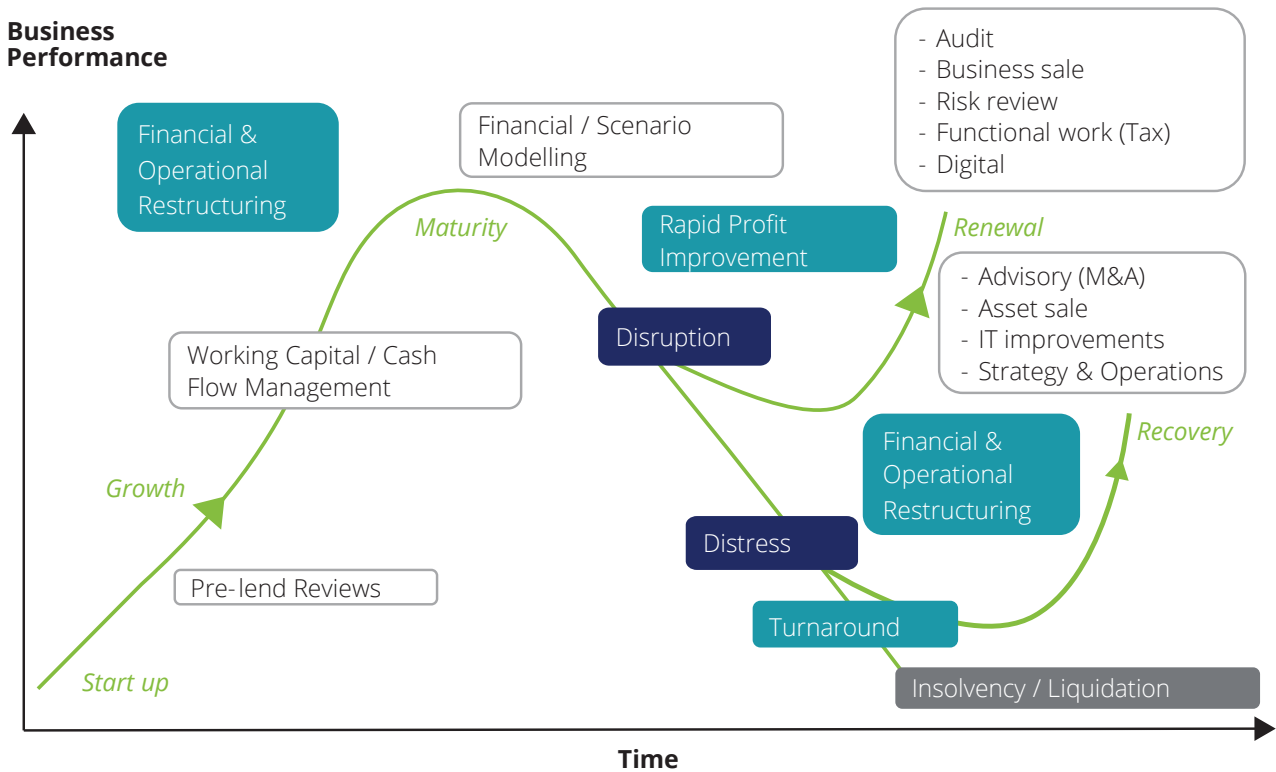 Business
Performance
Financial &
Operational
Restructuring
Financial / Scenario
Modelling
- Audit
- Business sale
- Risk review
- Functional work (Tax)
- Digital
Maturity
Rapid Profit
Improvement
Renewal
- Advisory (M&A)
- Asset sale
- IT improvements
- Strategy & Operations
Disruption
Working Capital / Cash
Flow Management
Growth
Financial &
Operational
Restructuring
Recovery
Distress
Pre-lend Reviews
Turnaround
Start up
Insolvency / Liquidation
Time